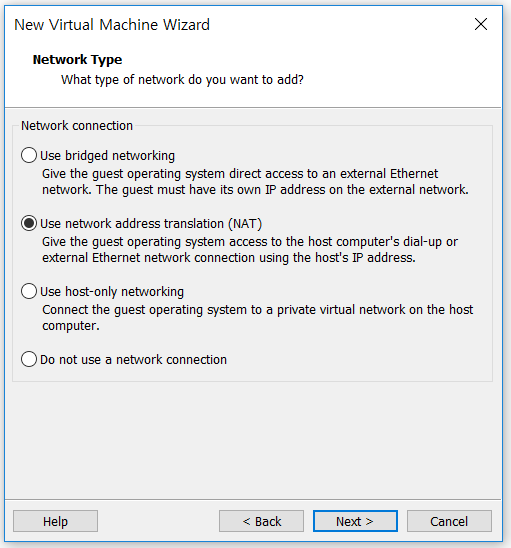 New Virtual Machine Wizard
Network Type
What type of network do you want to add?
Network connection
Use bridged networking
Give the guest operating system direct access to an external Ethernet
network. The guest must have its own IP address on the external network.
Use network address translation (NAT)
Give the guest operating system access to the host computer's dial-up or
external Ethernet network connection using the host's IP address.
Use host-only networking
Connect the guest operating system to a private virtual network on the host
computer.
Do not use a network connection
Help
< Back
Next >
Cancel